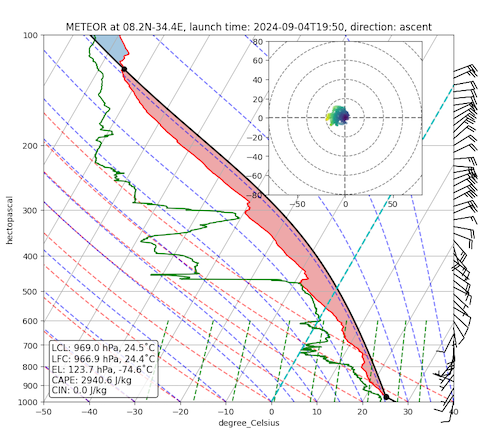 METEOR at 08.2N-34.4E, launch time: 2024-09-04T19:50, direction: ascent
100
200
300
400
500
600
700
800
900
1000
hectopascal
80
60
40
20
0
−20
−40
−60
−80
−50 0 50
LCL: 969.0 hPa, 24.5˚C
LFC: 966.9 hPa, 24.4˚C
EL: 123.7 hPa, -74.6˚C
CAPE: 2940.6 J/kg
CIN: 0.0 J/kg
−50 −40 −30 −20 −10 0 10 20 30 40
degree_Celsius